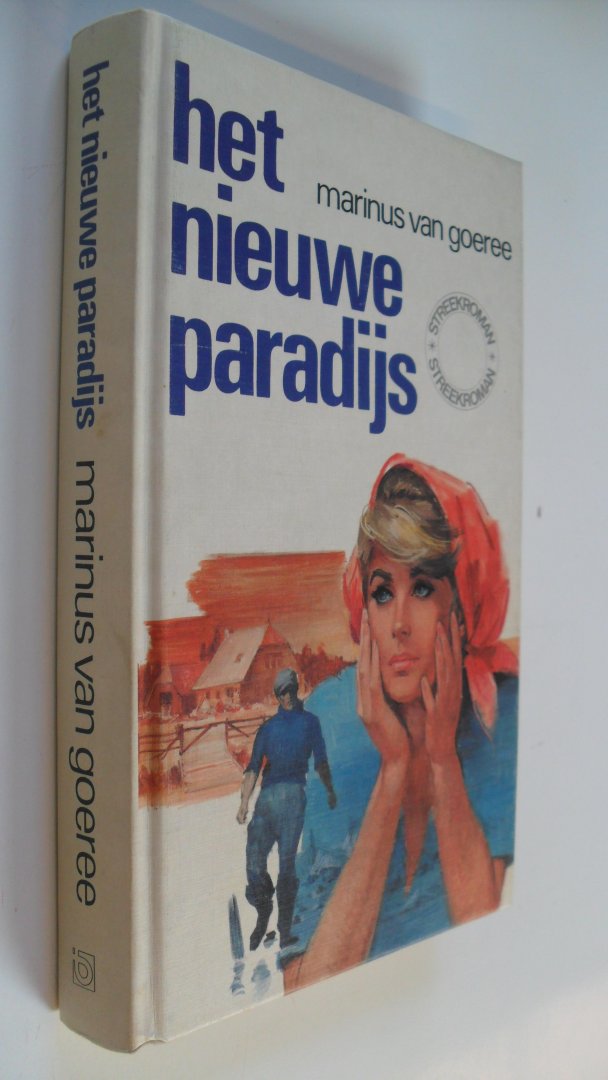 het nieuwe paradijs marinus van goeree
het
nieuwe
paradijs
marinus van goeree
STREEKROMAN * STREEKROMAN *